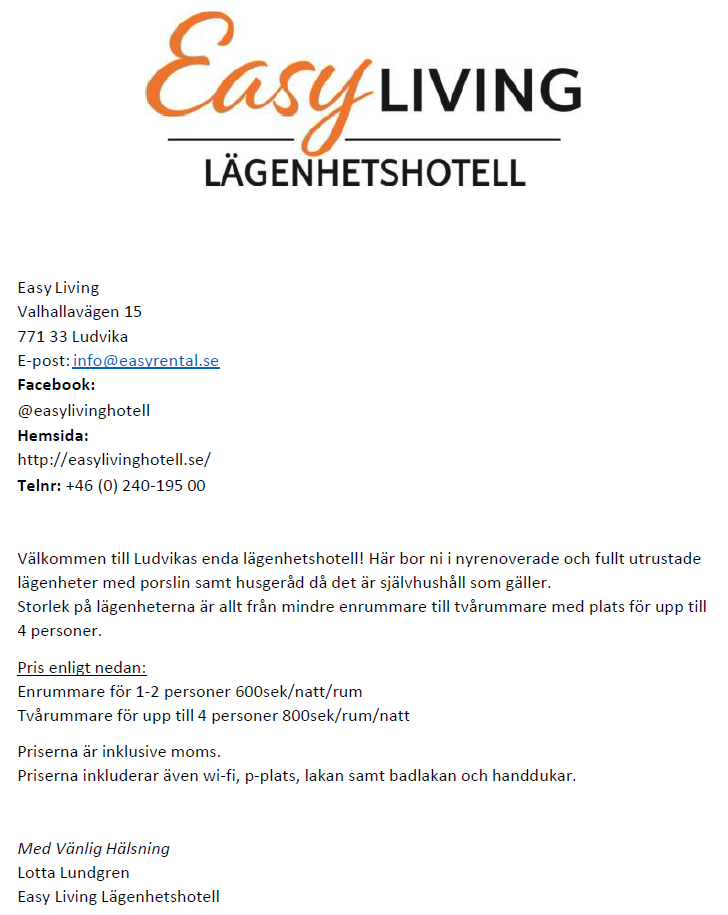 Easy LIVING
LÄGENHETSHOTELL
Easy Living
Valhallavägen 15
771 33 Ludvika
E-post: info@easyrental.se
Facebook:
@easylivinghotell
Hemsida:
http://easylivinghotell.se/
Telnr: +46 (0) 240-195 00
Välkommen till Ludvikas enda lägenhetshotell! Här bor ni i nyrenoverade och fullt utrustade
lägenheter med porslin samt husgeråd då det är självhushåll som gäller.
Storlek på lägenheterna är allt från mindre enrummare till tvårummare med plats för upp till
4 personer.
Pris enligt nedan:
Enrummare för 1-2 personer 600sek/natt/rum
Tvårummare för upp till 4 personer 800sek/rum/natt
Priserna är inklusive moms.
Priserna inkluderar även wi-fi, p-plats, lakan samt badlakan och handdukar.
Med Vänlig Hälsning
Lotta Lundgren
Easy Living Lägenhetshotell